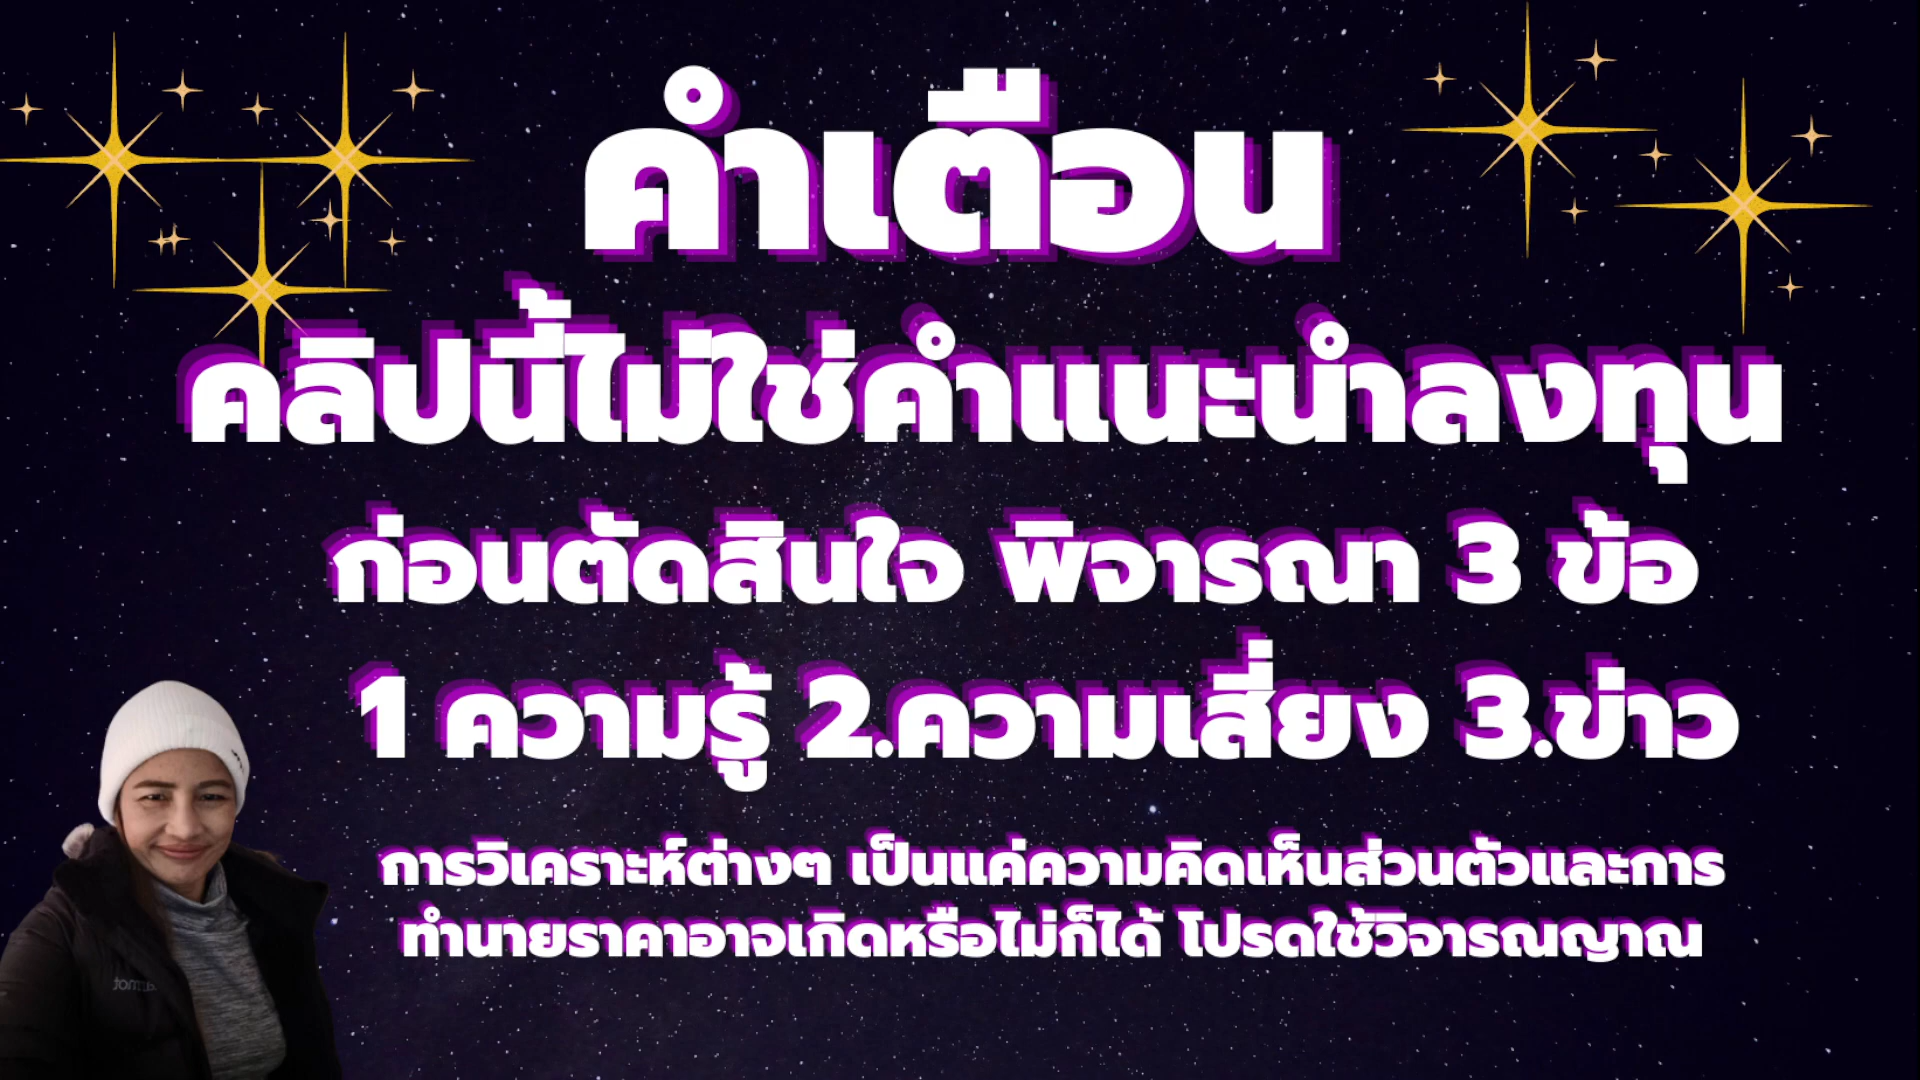 คำเตือน
คลิปนี้ไม่ใช่คำแนะนำลงทุน
ก่อนตัดสินใจ พิจารณา 3 ข้อ
1 ความรู้ 2.ความเสี่ยง 3.ข่าว
การวิเคราะห์ต่างๆ เป็นแค่ความคิดเห็นส่วนตัวและการ
ทำนายราคาอาจเกิดหรือไม่ก็ได้ โปรดใช้วิจารณญาณ